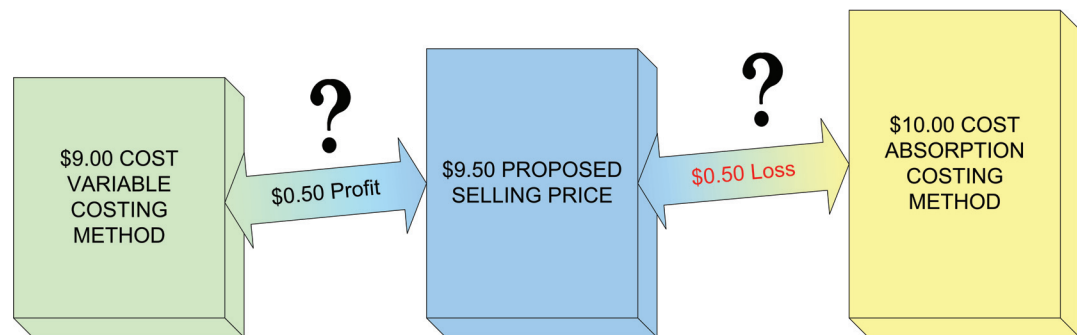 $9.00 COST
VARIABLE
COSTING
METHOD
?
$0.50 Profit
$9.50 PROPOSED
SELLING PRICE
?
$0.50 Loss
$10.00 COST
ABSORPTION
COSTING
METHOD